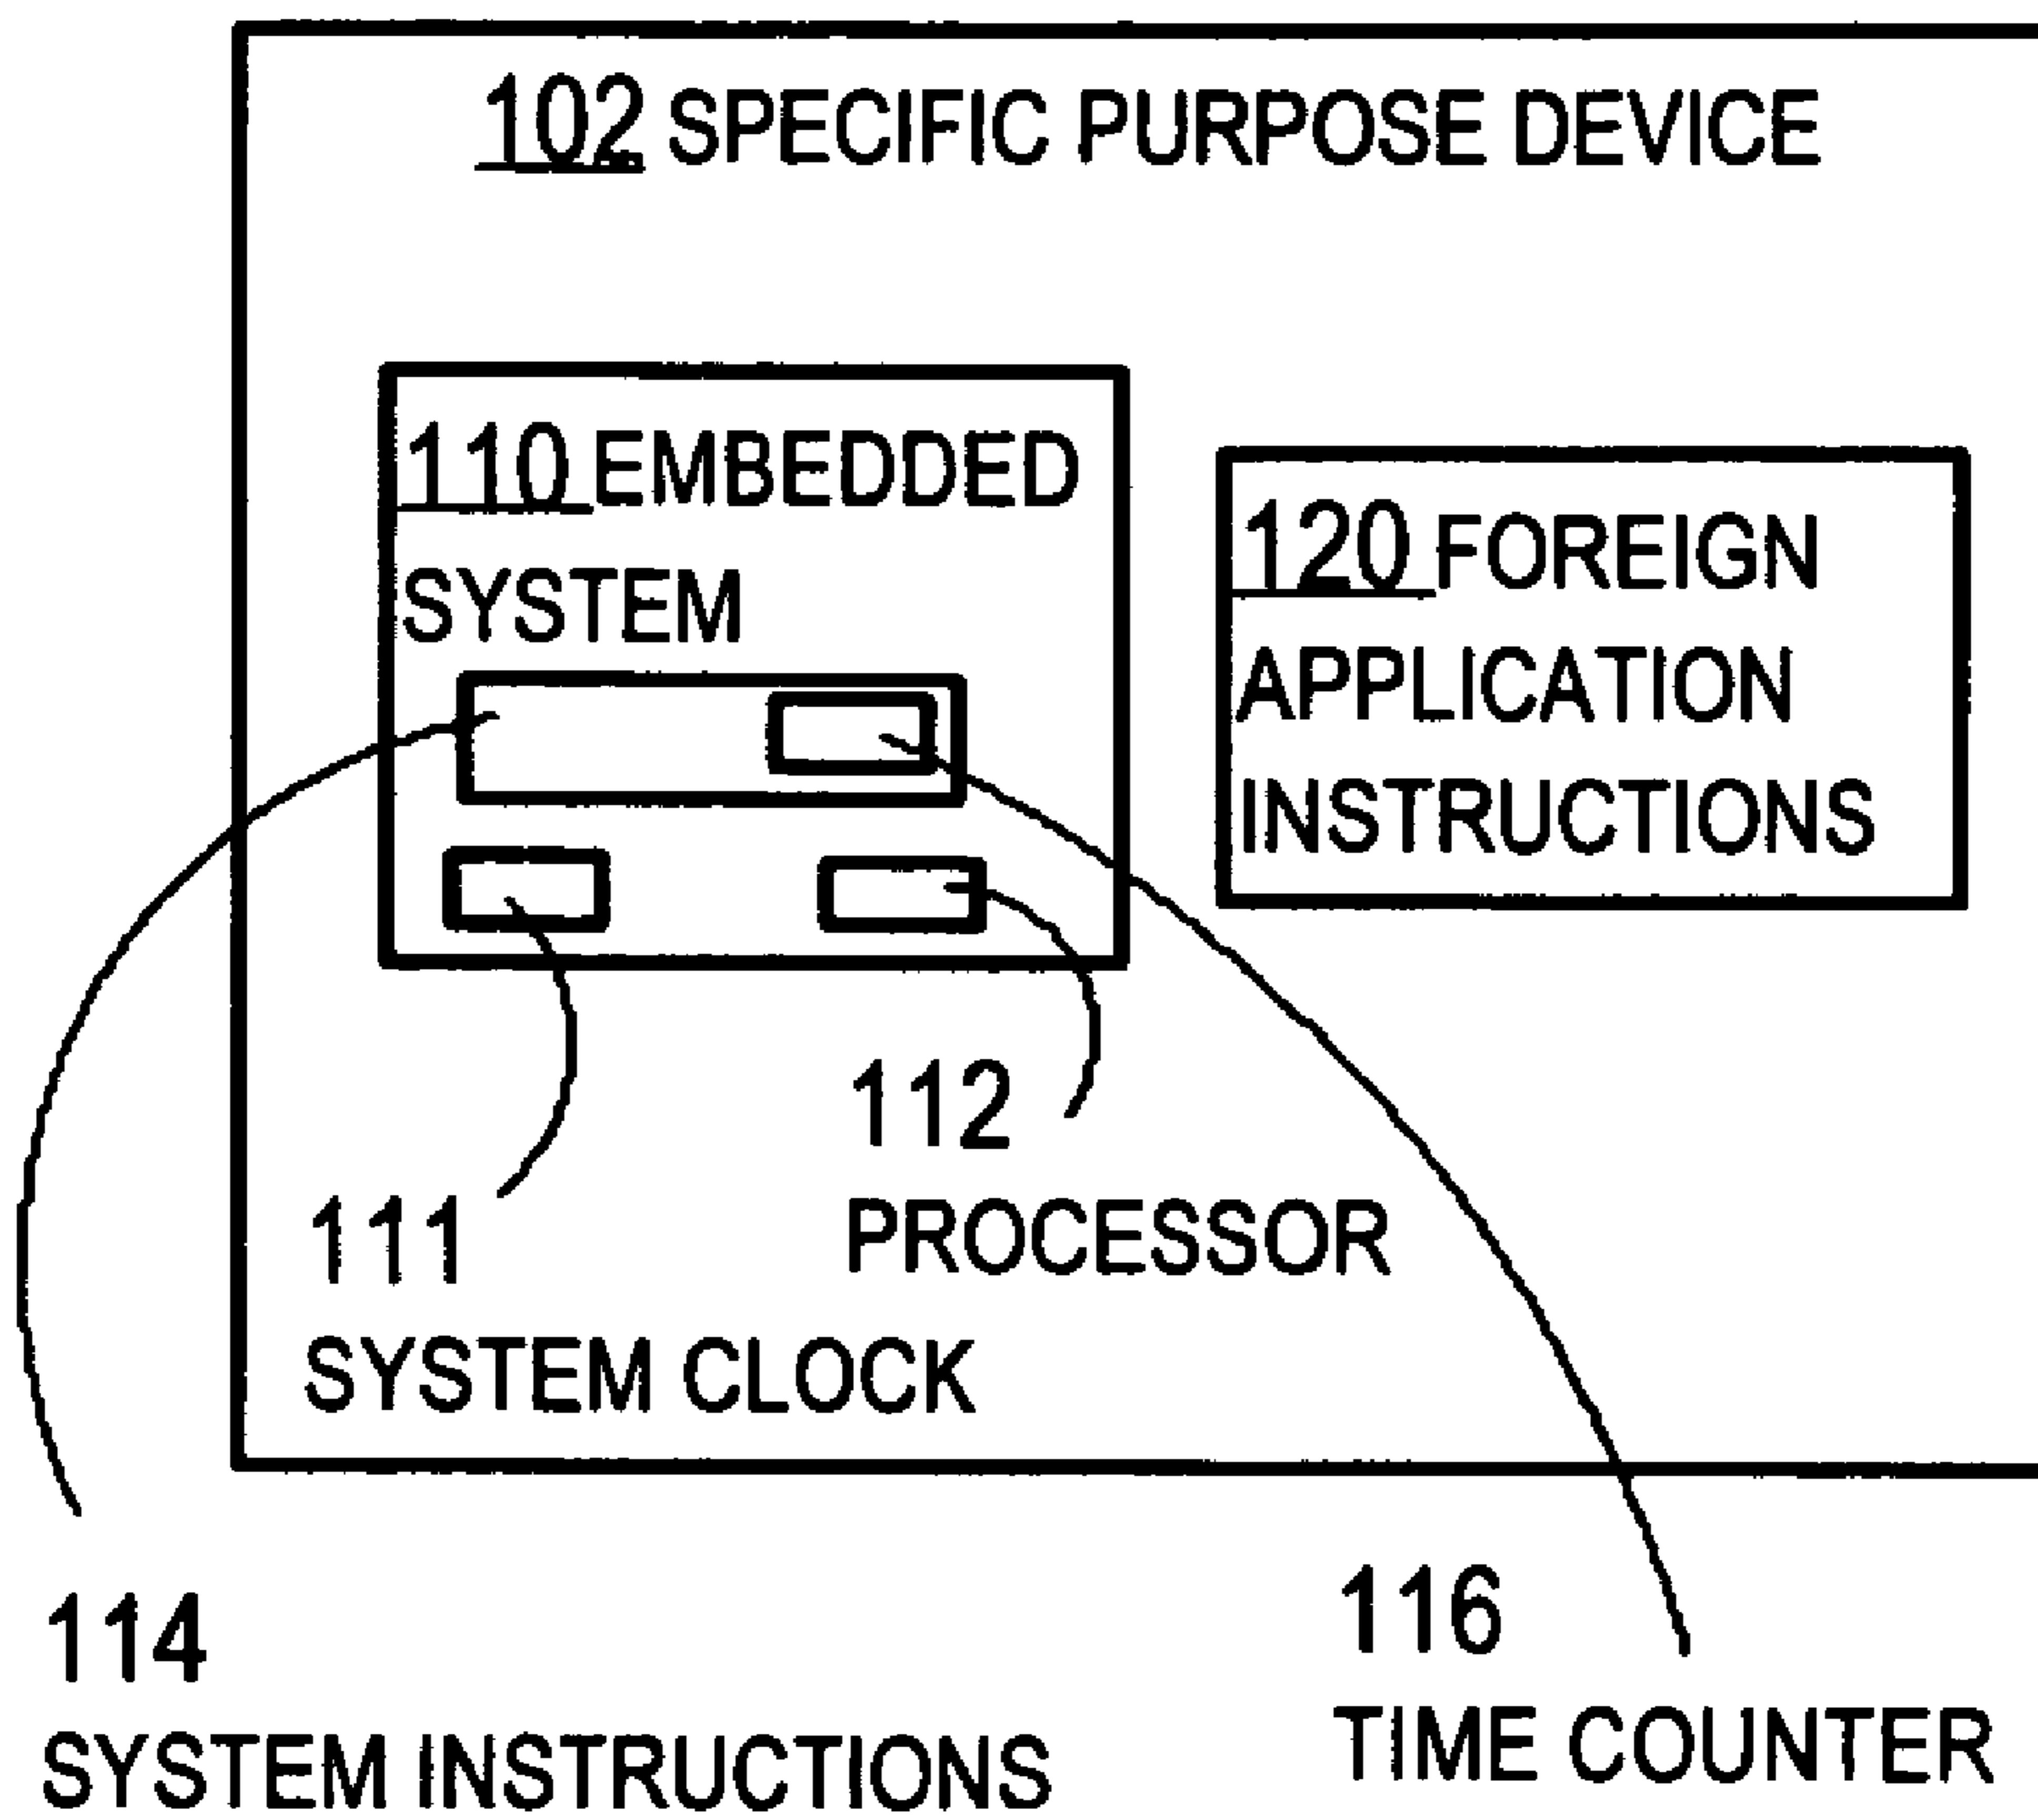 102 SPECIFIC PURPOSE DEVICE
110 EMBEDDED
SYSTEM
120 FOREIGN
APPLICATION
INSTRUCTIONS
112
PROCESSOR
111
SYSTEM CLOCK
114
SYSTEM INSTRUCTIONS
116
TIME COUNTER